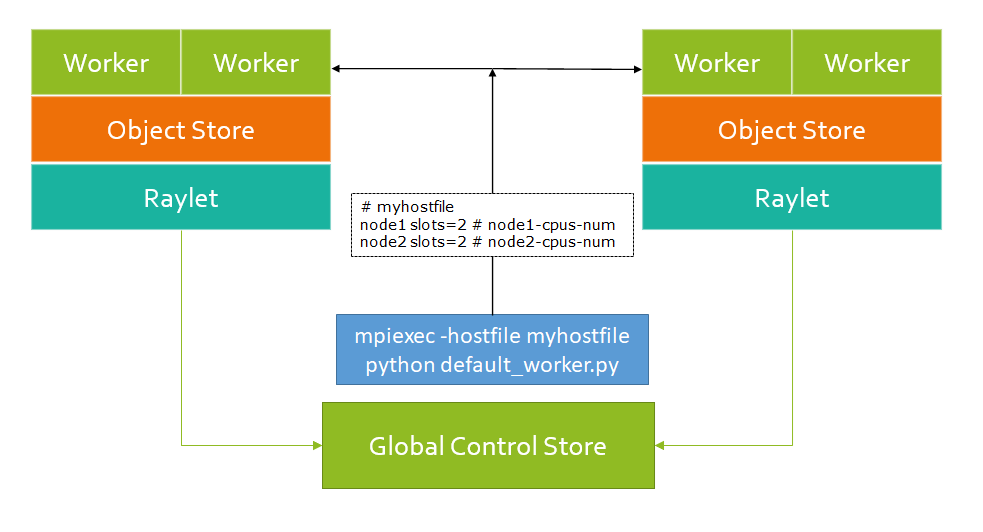 Worker
Worker
Worker
Worker
Object Store
Object Store
Raylet
Raylet
# myhostfile
node1 slots=2 # node1-cpus-num
node2 slots=2 # node2-cpus-num
mpiexec -hostfile myhostfile
python default_worker.py
Global Control Store